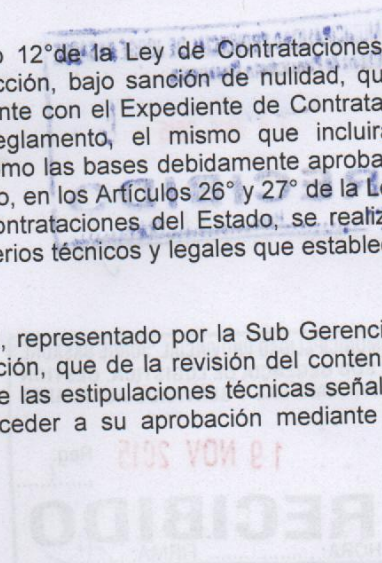 12°de la Ley de Contrataciones
cción, bajo sanción de nulidad, qu
nte con el Expediente de Contrata
eglamento, el mismo que incluira
mo las bases debidamente aproba
o, en los Artículos 26° y 27° de la L
ontrataciones del Estado, se realiz
erios técnicos y legales que estable
, representado por la Sub Gerenci
ción, que de la revisión del conten
e las estipulaciones técnicas señal
ceder a su aprobación mediante
19 NOV 2015
RECIBIDO